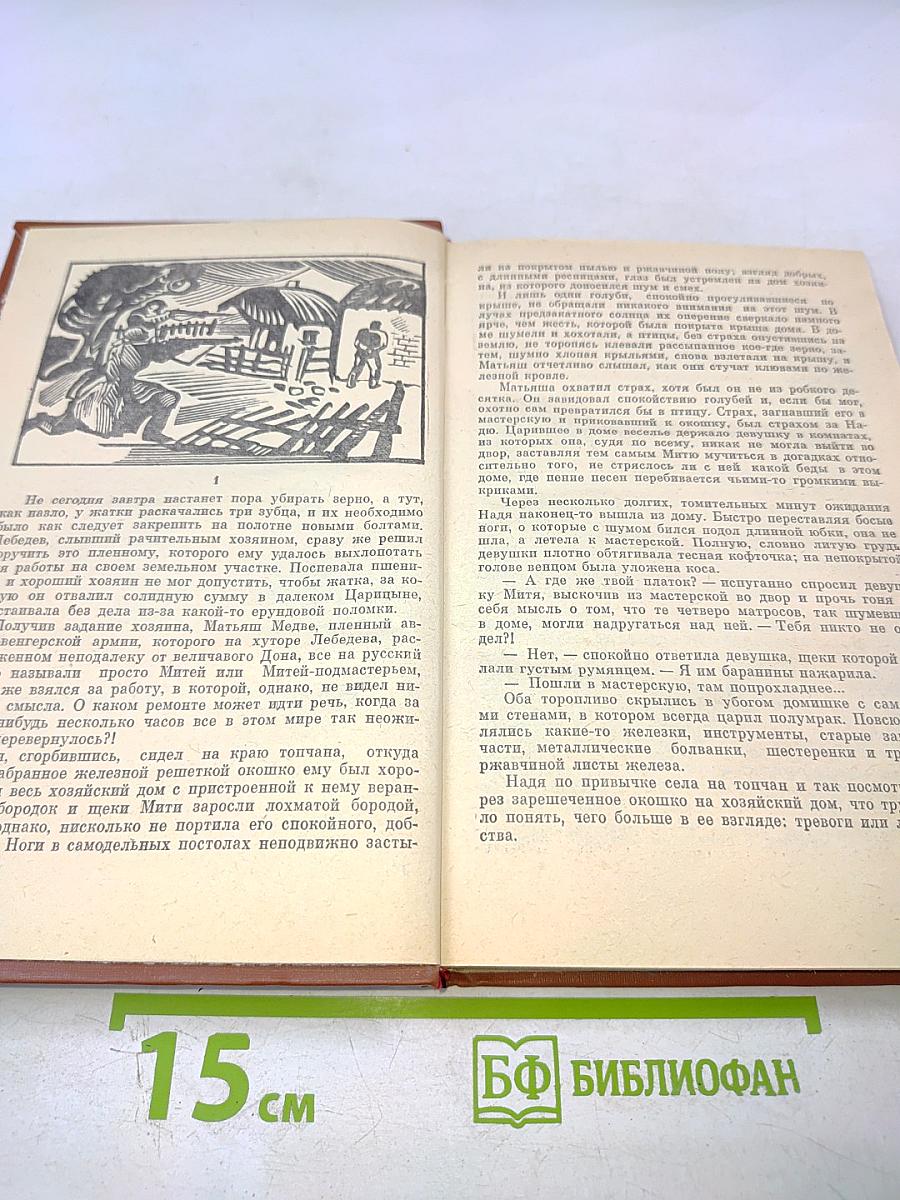 1
Не сегодня завтра настанет пора убирать зерно, а тут,
как назло, у жатки раскачались три зубца, и их необходимо
было как следует закрепить на полотне новыми болтами.
Лебедев, слывший рачительным хозяином, сразу же решил
оручить это пленному, которого ему удалось выхлопотать
я работы на своем земельном участке. Поспевала пшени-
и хороший хозяин не мог допустить, чтобы жатка, за ко-
ую он отвалил солидную сумму в далеком Царицыне,
стаивала без дела из-за какой-то ерундовой поломки.
Получив задание хозяина, Матьяш Медве, пленный ав-
венгерской армии, которого на хуторе Лебедева, рас-
женном неподалеку от величавого Дона, все на русский
называли просто Митей или Митей-подмастерьем,
же взялся за работу, в которой, однако, не видел ни-
смысла. О каком ремонте может идти речь, когда за
нибудь несколько часов все в этом мире так неожи-
перевернулось?!
я, сгорбившись, сидел на краю топчана, откуда
абранное железной решеткой окошко ему был хоро-
весь хозяйский дом с пристроенной к нему веран-
бородок и щеки Мити заросли лохматой бородой,
однако, нисколько не портила его спокойного, доб-
Ноги в самодельных постолах неподвижно засты-
ли на покрытом пылью и ржавчиной полу; взгляд добрых,
с длинными ресницами, глаз был устремлен на дом хозяи-
на, из которого доносился шум и смех.
И лишь одни голуби, спокойно прогуливавшиеся по
крыше, не обращали никакого внимания на этот шум. В
лучах предзакатного солнца их оперение сверкало намного
ярче, чем жесть, которой была покрыта крыша дома. В до-
ме шумели и хохотали, а птицы, без страха опустившись на
землю, не торопясь клевали рассыпанное кое-где зерно, за-
тем, шумно хлопая крыльями, снова взлетали на крышу, и
Матьяш отчетливо слышал, как они стучат клювами по же-
лезной кровле.
Матьяша охватил страх, хотя был он не из робкого де-
сятка. Он завидовал спокойствию голубей и, если бы мог,
охотно сам превратился бы в птицу. Страх, загнавший его в
мастерскую и приковавший к окошку, был страхом за На-
дю. Царившее в доме веселье держало девушку в комнатах,
из которых она, судя по всему, никак не могла выйти во
двор, заставляя тем самым Митю мучиться в догадках отно-
сительно того, не стряслось ли с ней какой беды в этом
доме, где пение песен перебивается чьими-то громкими вы-
криками.
Через несколько долгих, томительных минут ожидания
Надя наконец-то вышла из дому. Быстро переставляя босые
ноги, о которые с шумом бился подол длинной юбки, она не
шла, а летела к мастерской. Полную, словно литую грудь
девушки плотно обтягивала тесная кофточка; на непокрытой
голове венцом была уложена коса.
— А где же твой платок? — испуганно спросил девуш
ку Митя, выскочив из мастерской во двор и прочь гоня
себя мысль о том, что те четверо матросов, так шумевш
в доме, могли надругаться над ней. — Тебя никто не о
дел?!
— Нет, — спокойно ответила девушка, щеки которой
лали густым румянцем. — Я им баранины нажарила.
— Пошли в мастерскую, там попрохладнее...
Оба торопливо скрылись в убогом домишке с сам
ми стенами, в котором всегда царил полумрак. Повсю
лялись какие-то железки, инструменты, старые за
части, металлические болванки, шестеренки и тр
ржавчиной листы железа.
Надя по привычке села на топчан и так посмот
рез зарешеченное окошко на хозяйский дом, что тру
ло понять, чего больше в ее взгляде: тревоги или л
ства.
15 см
БФ БИБЛИОФАН